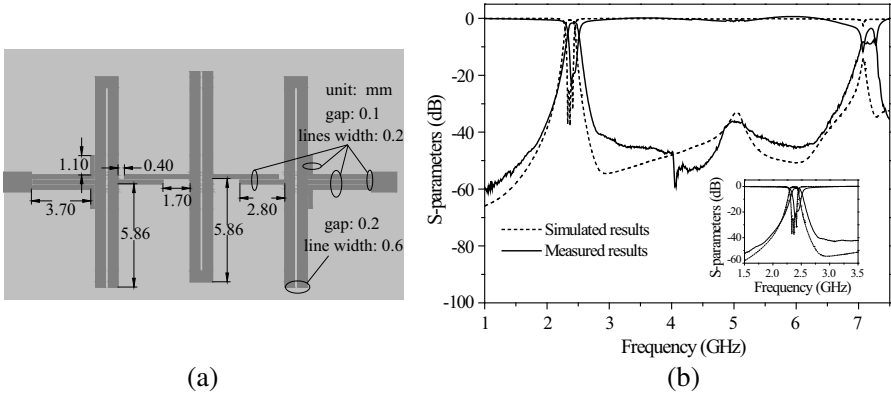 unit: mm
gap: 0.1
lines width: 0.2
1.10
0.40
3.70
1.70
2.80
5.86
5.86
gap: 0.2
line width: 0.6
(a)
S-parameters (dB)
0
-20
-40
-60
-80
-100
1
2
3
4
5
6
7
Frequency (GHz)
Simulated results
Measured results
S-parameters (dB)
0
-20
-40
-60
1.5
2.0
2.5
3.0
3.5
Frequency (GHz)
(b)